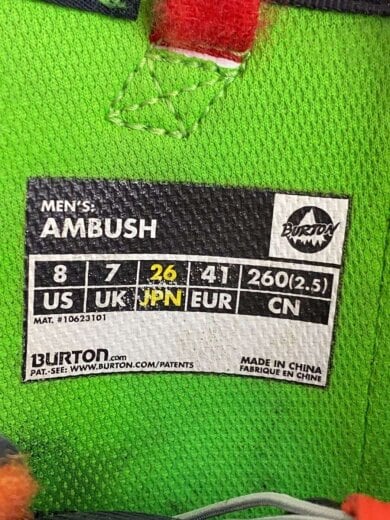 MEN'S:
AMBUSH
BURTON
8 7 26 41 260(2.5)
US UK JPN EUR CN
MAT. #10623101
BURTON.com
PAT.-SEE: WWW.BURTON.COM/PATENTS
MADE IN CHINA
FABRIQUE EN CHINE